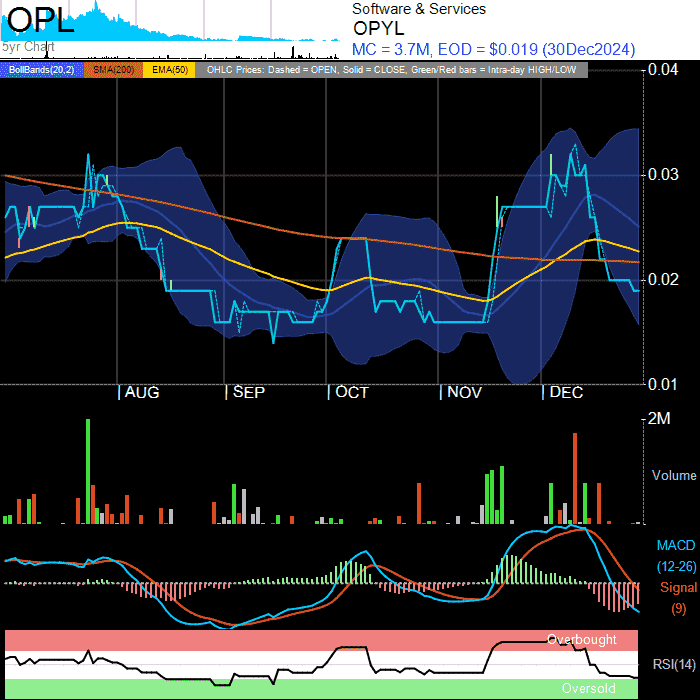 OPL
5yr Chart
Software & Services
OPYL
MC = 3.7M, EOD = $0.019 (30Dec2024)
BollBands(20,2) SMA(200) EMA(50) OHLC Prices: Dashed = OPEN, Solid = CLOSE, Green/Red bars = Intra-day HIGH/LOW
0.04
0.03
0.02
0.01
AUG SEP OCT NOV DEC
2M
Volume
MACD
(12-26)
Signal
(9)
Overbought
RSI(14)
Oversold